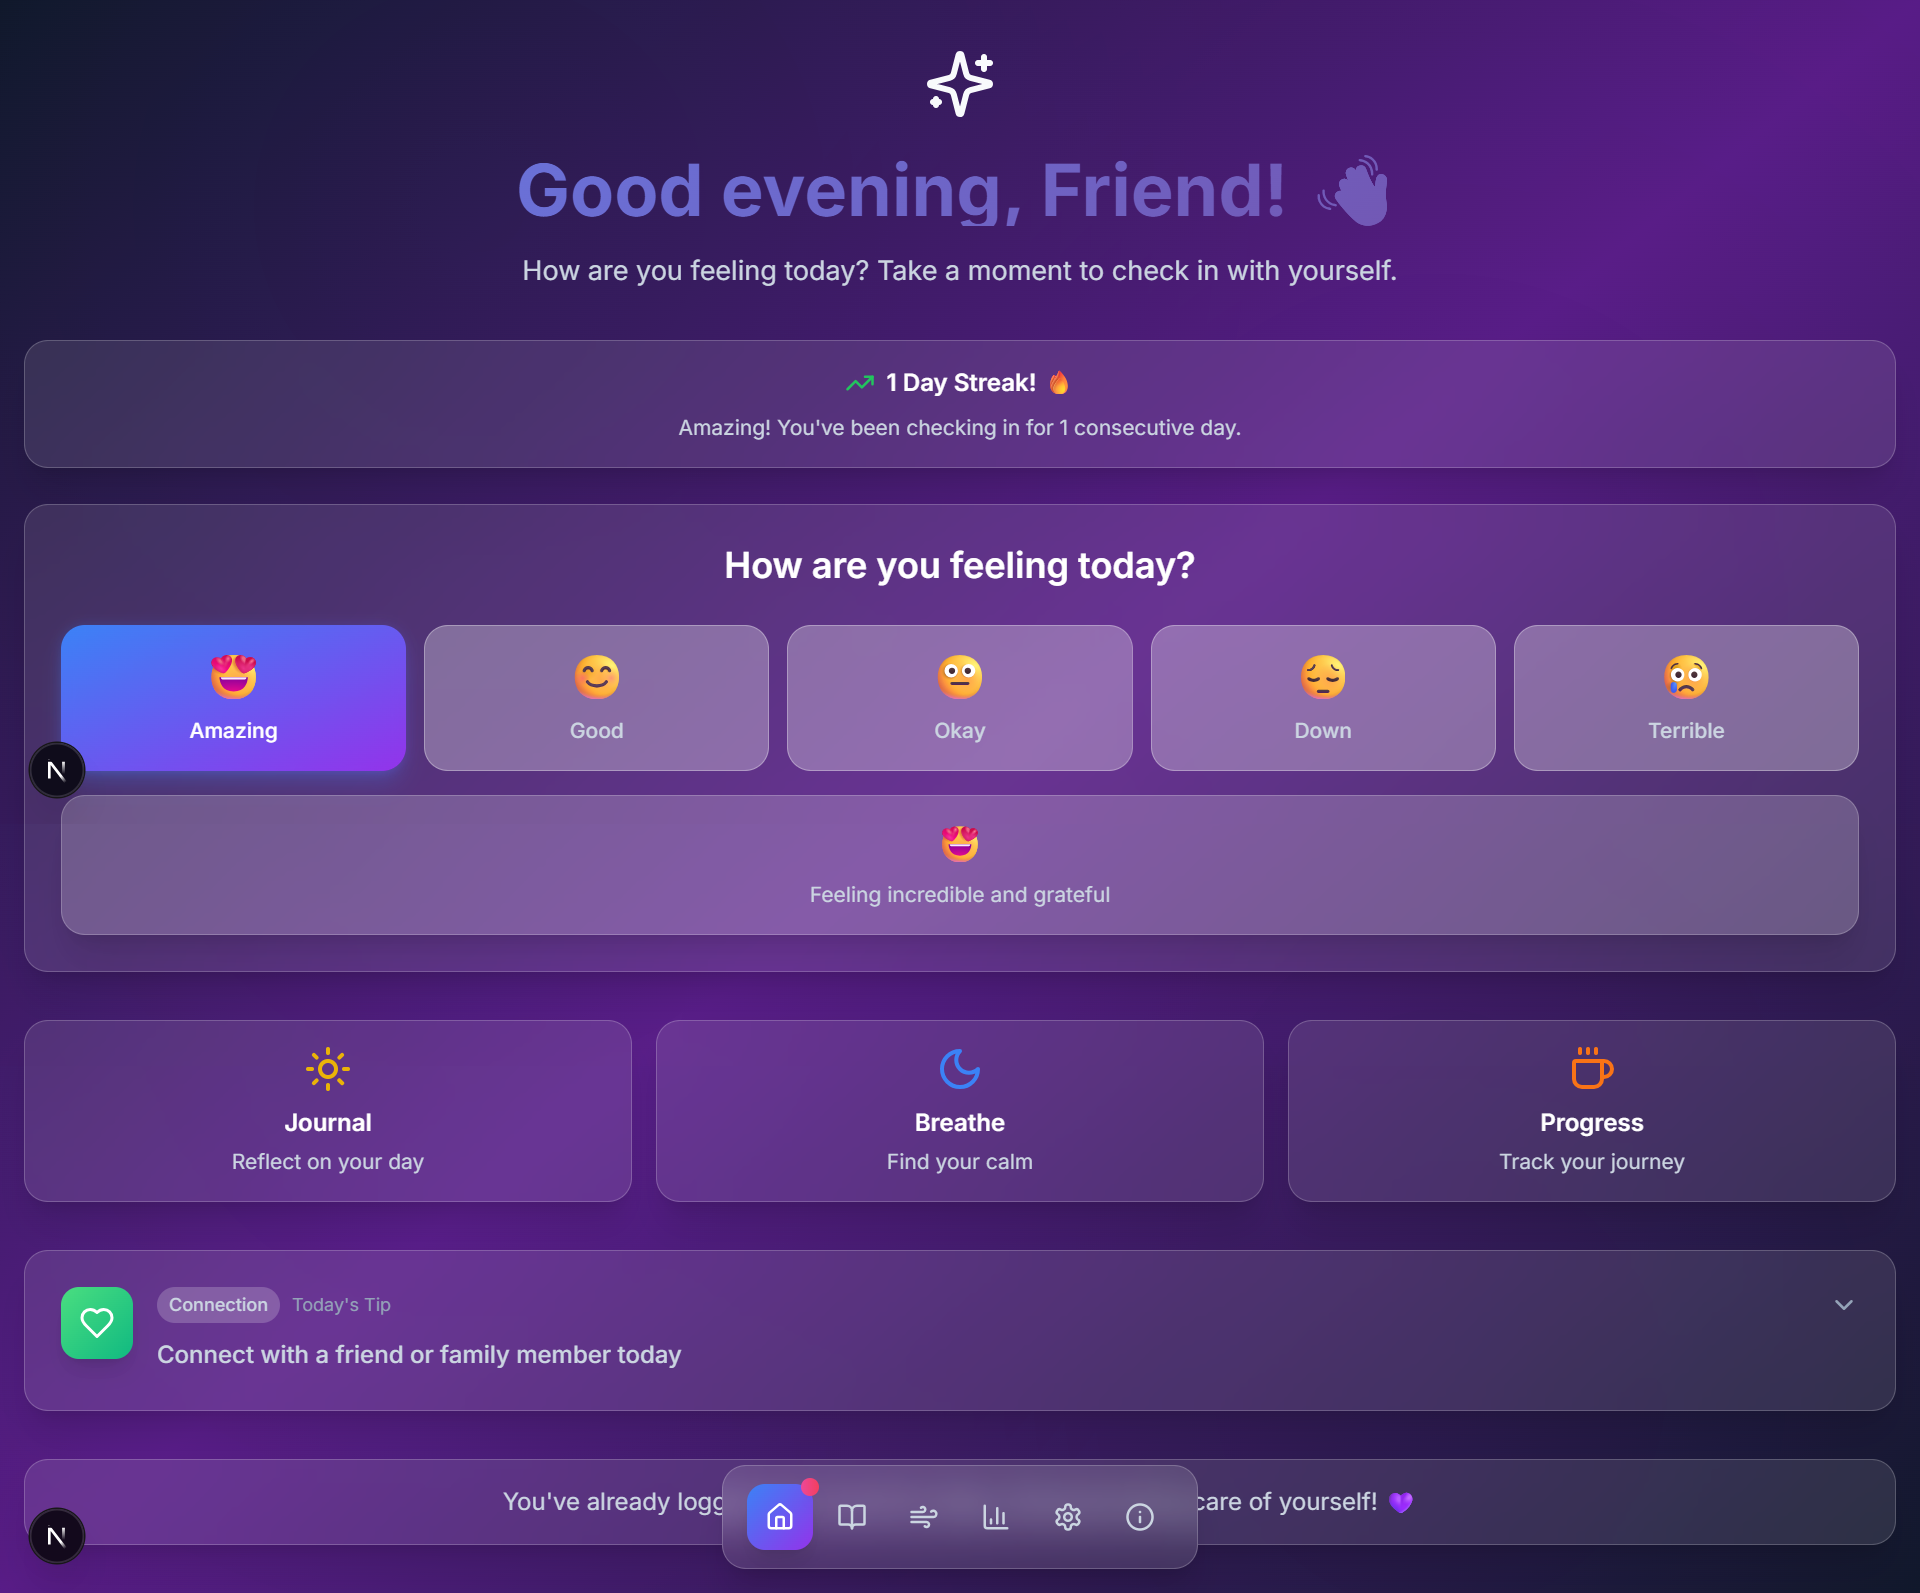 Good evening, Friend! 👋
How are you feeling today? Take a moment to check in with yourself.
1 Day Streak! 🔥
Amazing! You've been checking in for 1 consecutive day.
How are you feeling today?
Amazing
Good
Okay
Down
Terrible
N
Feeling incredible and grateful
Journal
Breathe
Progress
Reflect on your day
Find your calm
Track your journey
Connection
Today's Tip
Connect with a friend or family member today
You've already logg
care of yourself! 💜
N